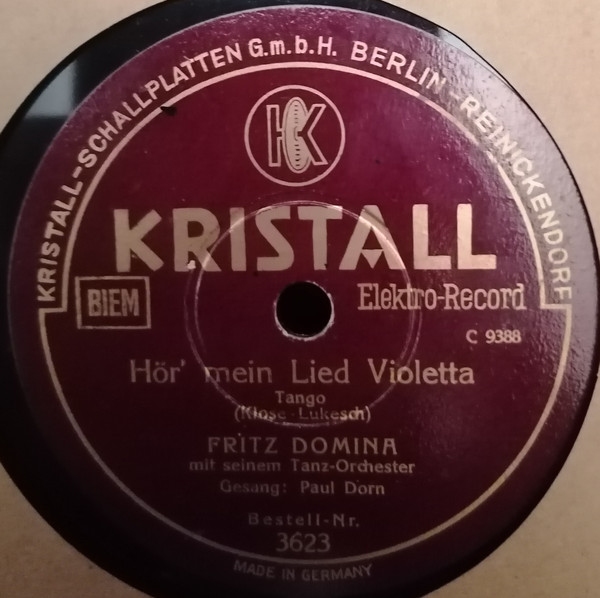 KRISTALL-SCHALLPLATTEN G.m.b.H. BERLIN-REINICKENDORF
K
KRISTALL
BIEM
Elektro-Record
C 9388
Hör' mein Lied Violetta
Tango
(Klose-Lukesch)
FRITZ DOMINA
mit seinem Tanz-Orchester
Gesang: Paul Dorn
Bestell-Nr.
3623
MADE IN GERMANY